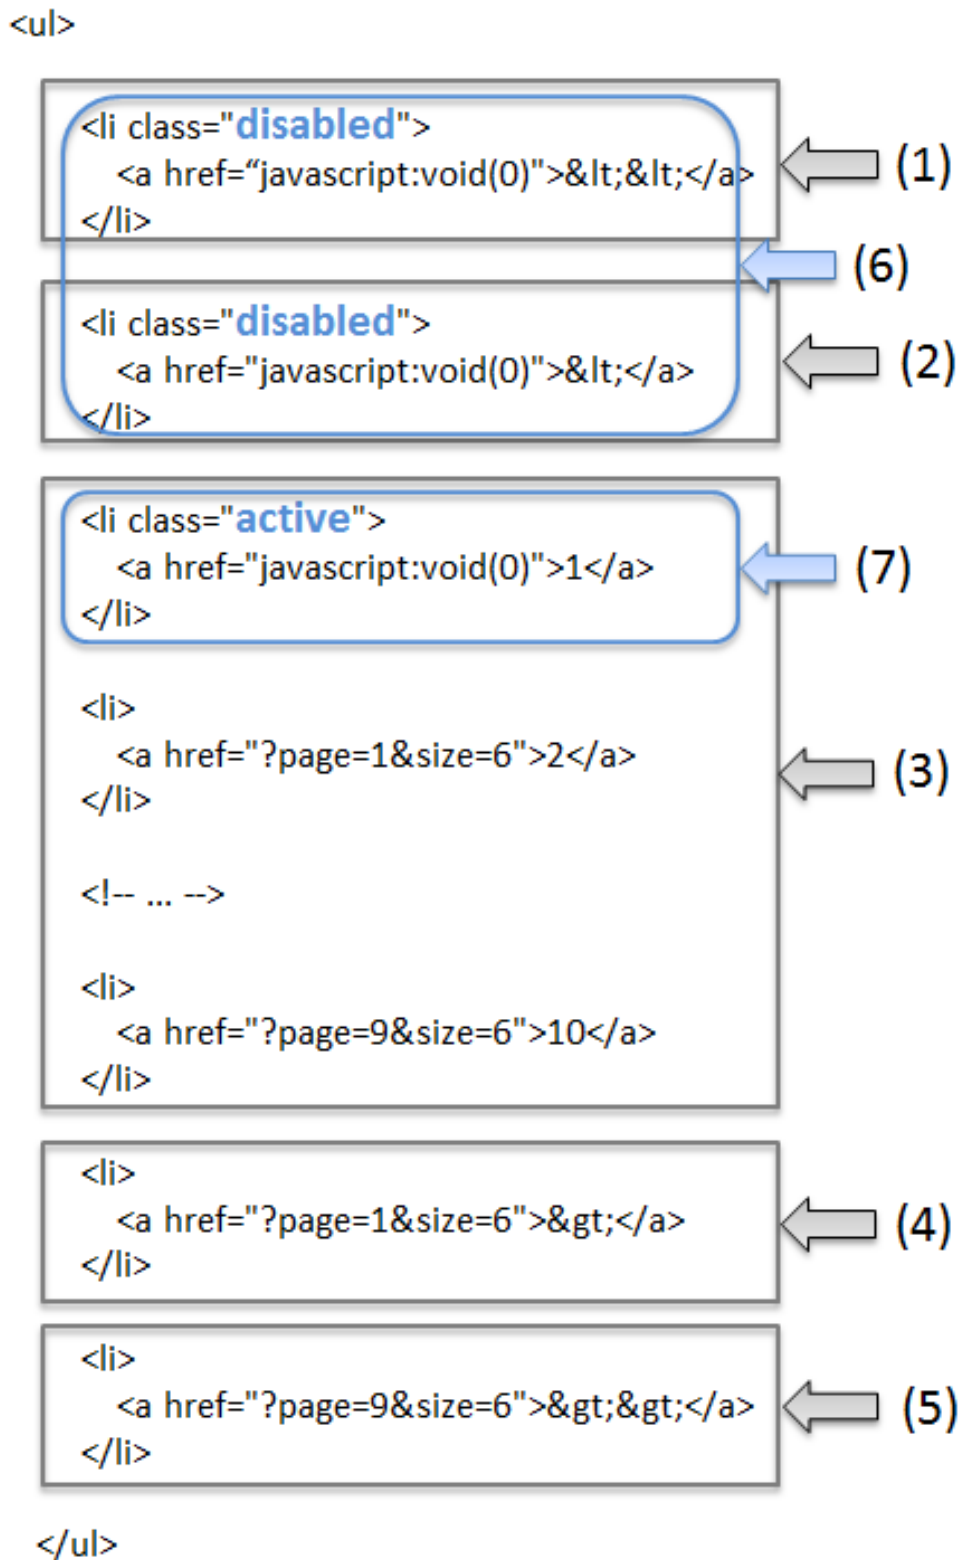 <ul>
<li class="disabled">
<a href=“javascript:void(0)">&lt;&lt;</a>
(1)
</li>
(6)
<li class="disabled">
<a href="javascript:void(0)">&lt;</a>
(2)
</li>
<li class="active">
<a href="javascript:void(0)">1</a>
(7)
</li>
<li>
<a href="?page=1&size=6">2</a>
(3)
</li>
<!-- ... -->
<li>
<a href="?page=9&size=6">10</a>
</li>
<li>
<a href="?page=1&size=6">&gt;</a>
(4)
</li>
<li>
<a href="?page=9&size=6">&gt;&gt;</a>
(5)
</li>
</ul>